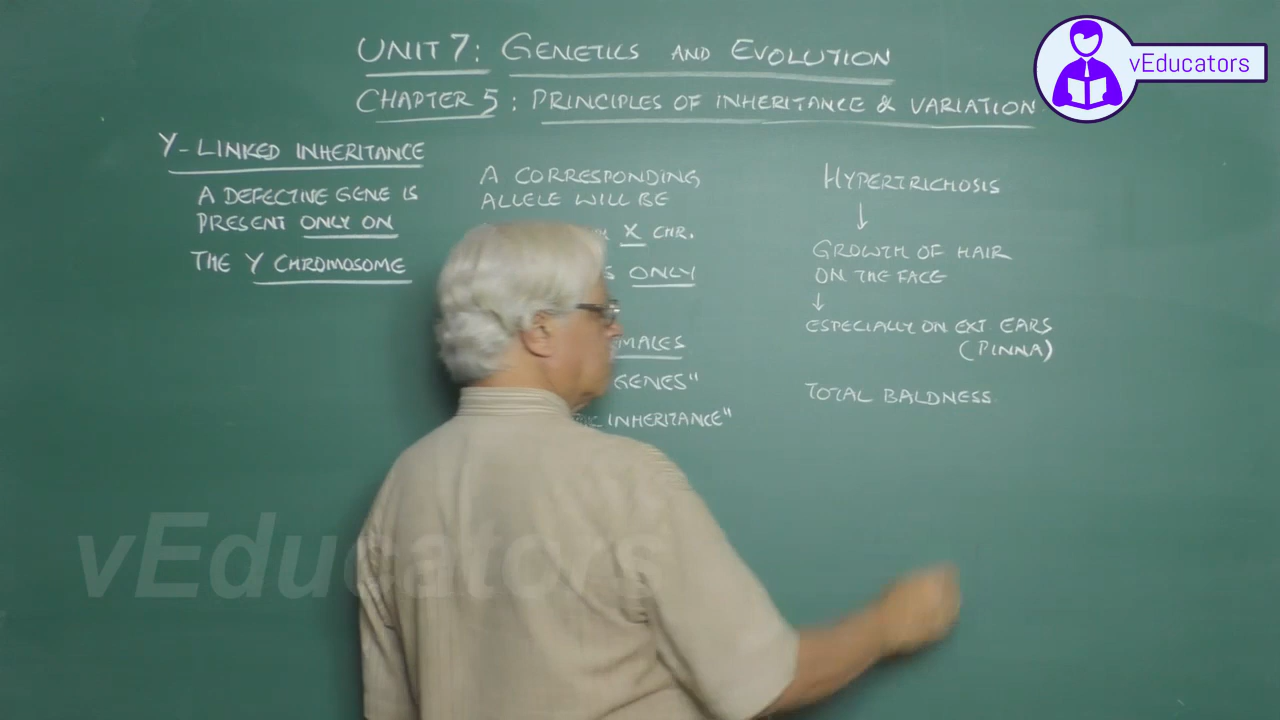 UNIT 7: GENETICS AND EVOLUTION
CHAPTER 5: PRINCIPLES OF INHERITANCE & VARIATION
vEducators
Y-LINKED INHERITANCE
A DEFECTIVE GENE IS
PRESENT ONLY ON
THE Y CHROMOSOME
A CORRESPONDING
ALLELE WILL BE
X CHR.
ONLY
GENES"
INHERITANCE"
HYPERTRICHOSIS
GROWTH OF HAIR
ON THE FACE
ESPECIALLY ON EXT EARS
(PINNA)
TOTAL BALDNESS
vEducators